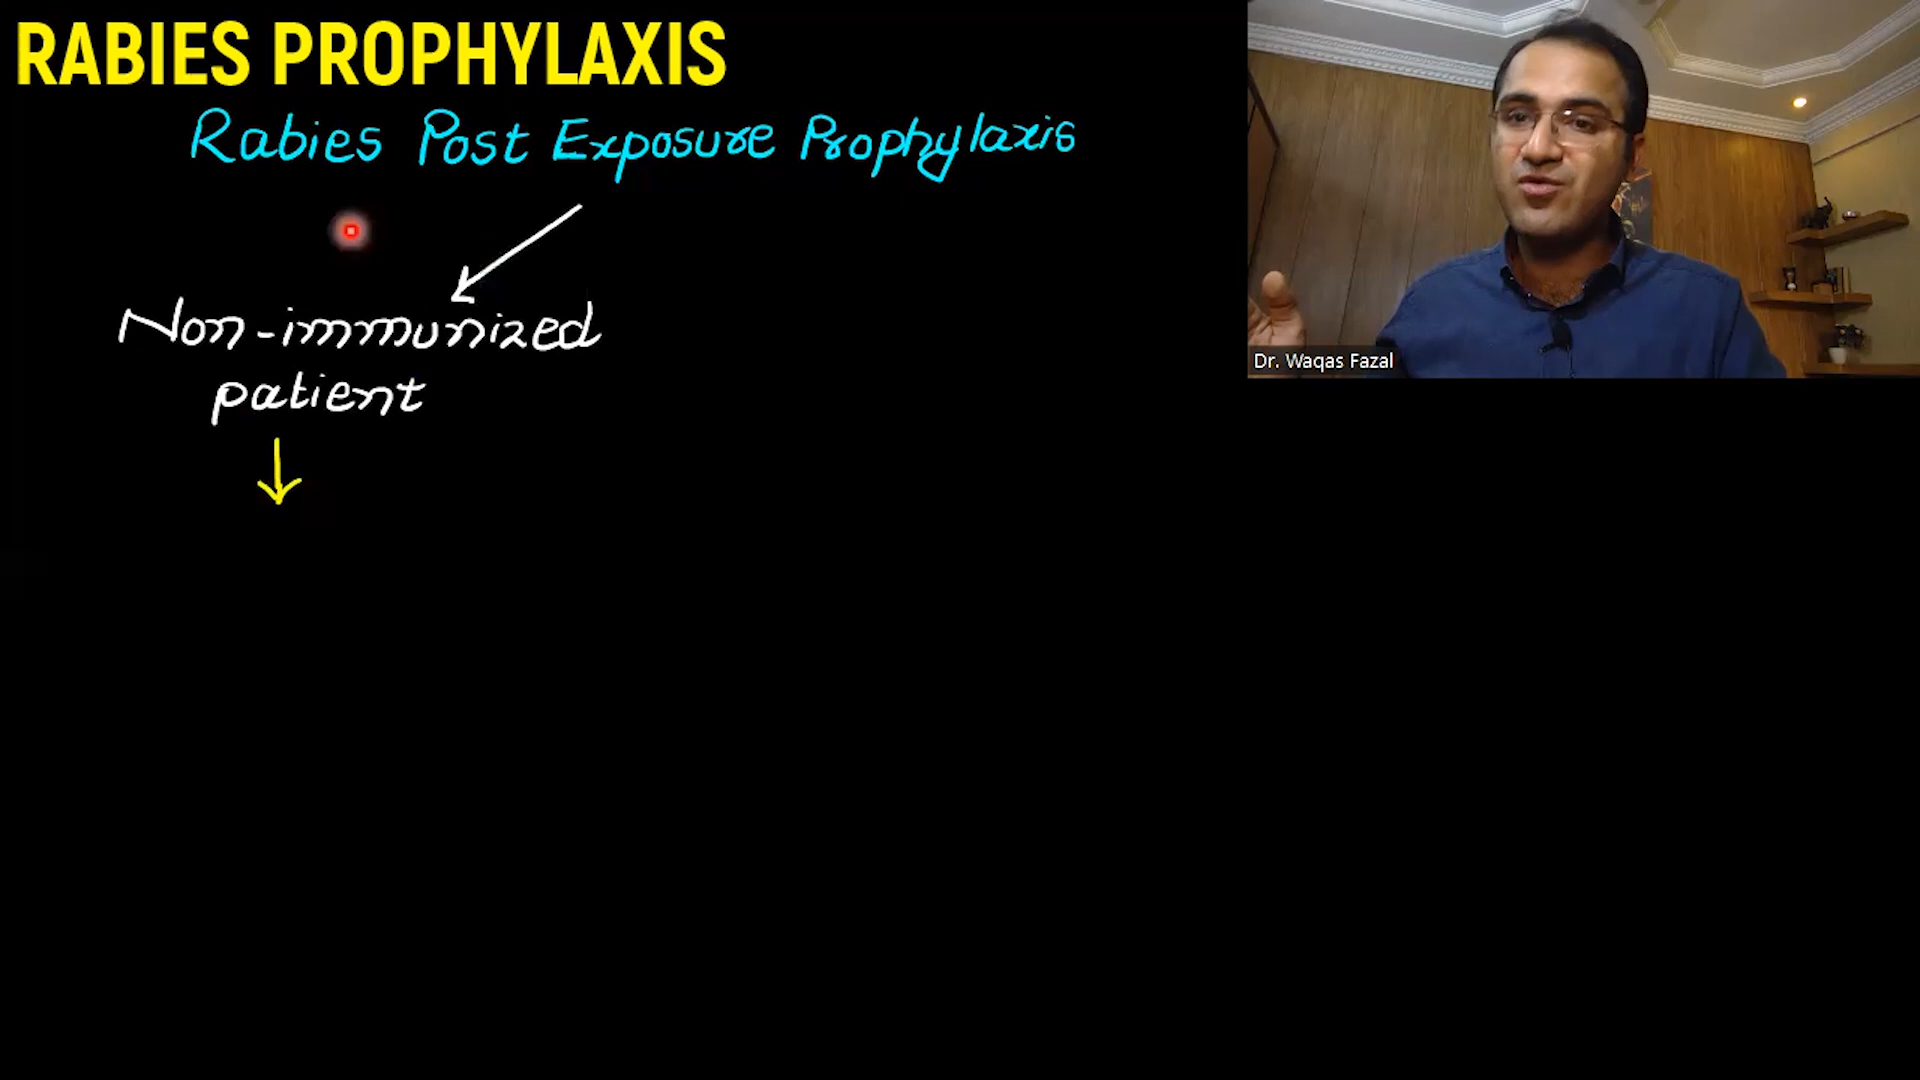 RABIES PROPHYLAXIS
Rabies Post Exposure Prophylaxis
Non-immunized
patient
Dr. Waqas Fazal